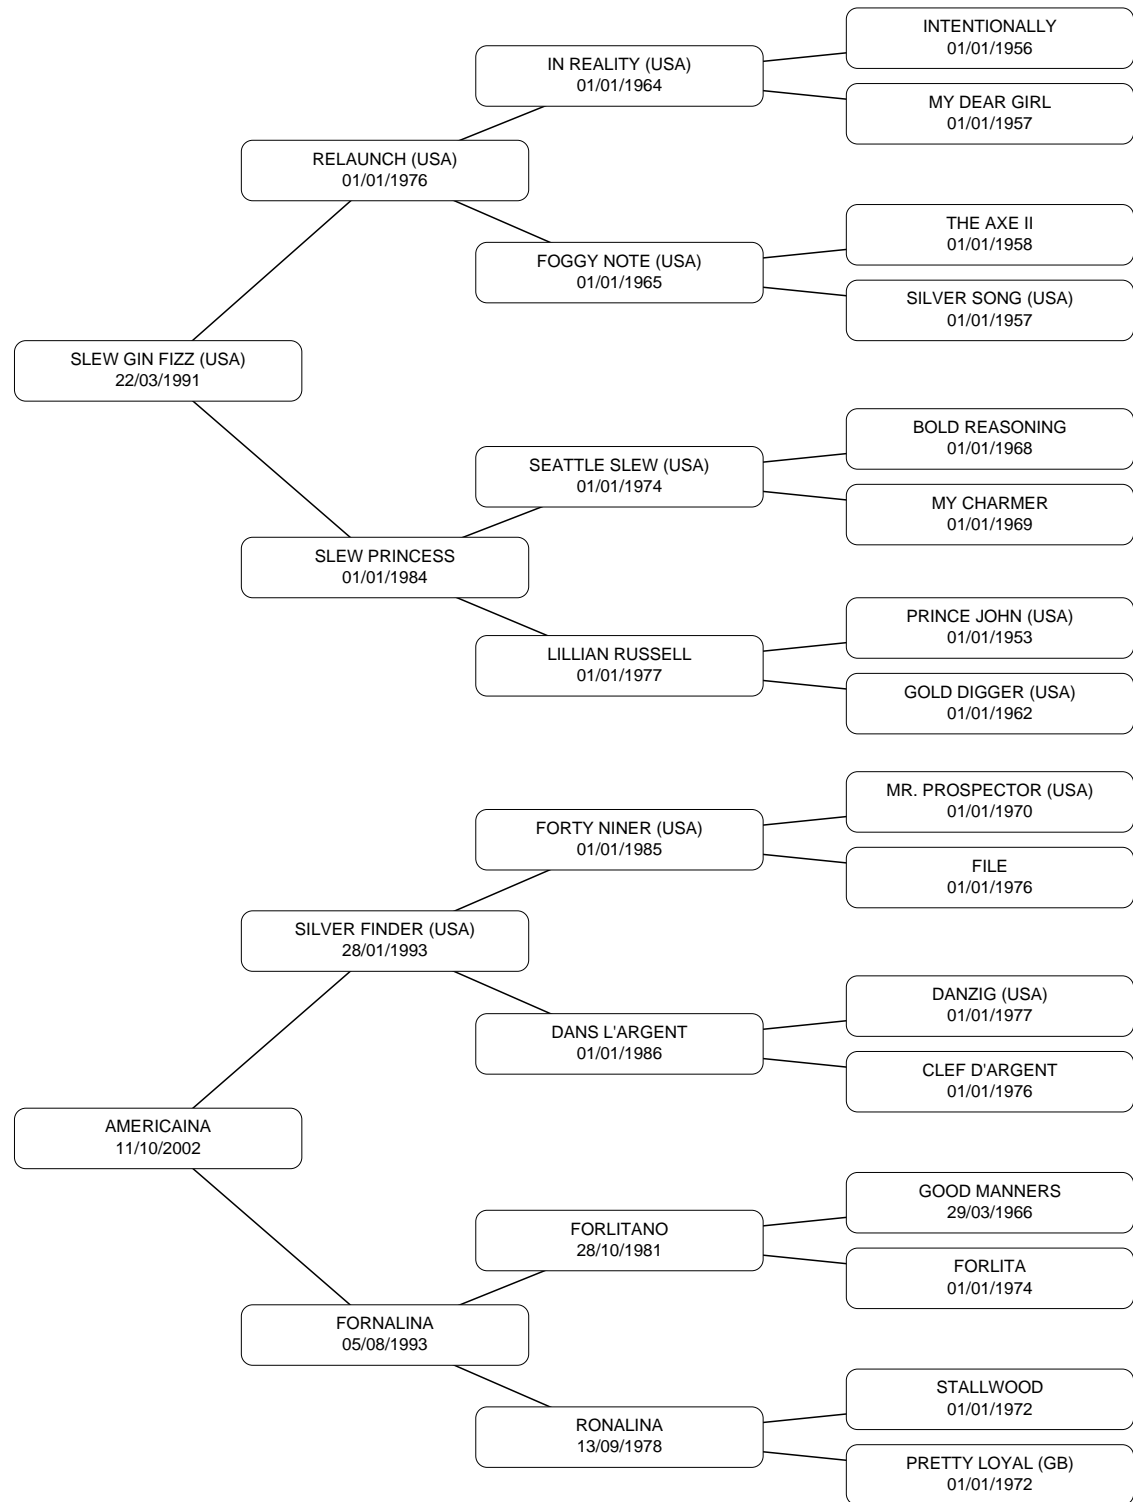 INTENTIONALLY
01/01/1956
IN REALITY (USA)
01/01/1964
MY DEAR GIRL
01/01/1957
RELAUNCH (USA)
01/01/1976
THE AXE II
01/01/1958
FOGGY NOTE (USA)
01/01/1965
SILVER SONG (USA)
01/01/1957
SLEW GIN FIZZ (USA)
22/03/1991
BOLD REASONING
01/01/1968
SEATTLE SLEW (USA)
01/01/1974
MY CHARMER
01/01/1969
SLEW PRINCESS
01/01/1984
PRINCE JOHN (USA)
01/01/1953
LILLIAN RUSSELL
01/01/1977
GOLD DIGGER (USA)
01/01/1962
MR. PROSPECTOR (USA)
01/01/1970
FORTY NINER (USA)
01/01/1985
FILE
01/01/1976
SILVER FINDER (USA)
28/01/1993
DANZIG (USA)
01/01/1977
DANS L'ARGENT
01/01/1986
CLEF D'ARGENT
01/01/1976
AMERICAINA
11/10/2002
GOOD MANNERS
29/03/1966
FORLITANO
28/10/1981
FORLITA
01/01/1974
FORNALINA
05/08/1993
STALLWOOD
01/01/1972
RONALINA
13/09/1978
PRETTY LOYAL (GB)
01/01/1972